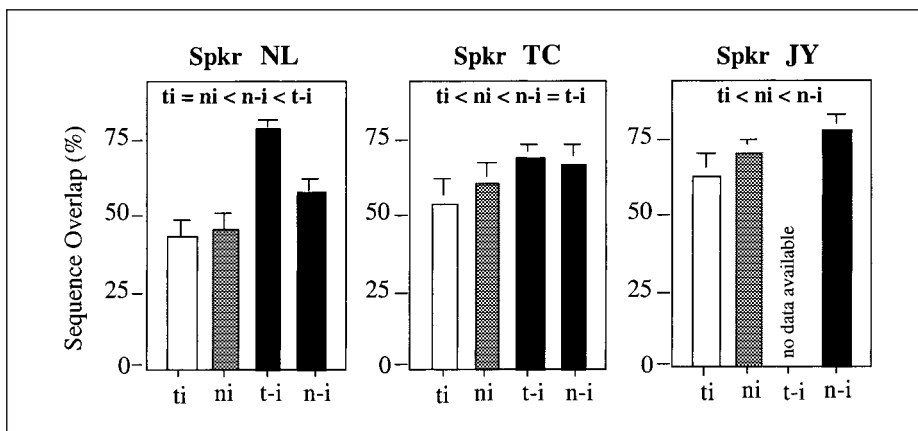 Spkr NL
Spkr TC
Spkr JY
ti = ni < n-i < t-i
ti < ni < n-i = t-i
ti < ni < n-i
Sequence Overlap (%)
75
50
25
0
75
50
25
0
75
50
25
0
no data available
ti ni t-i n-i
ti ni t-i n-i
ti ni t-i n-i